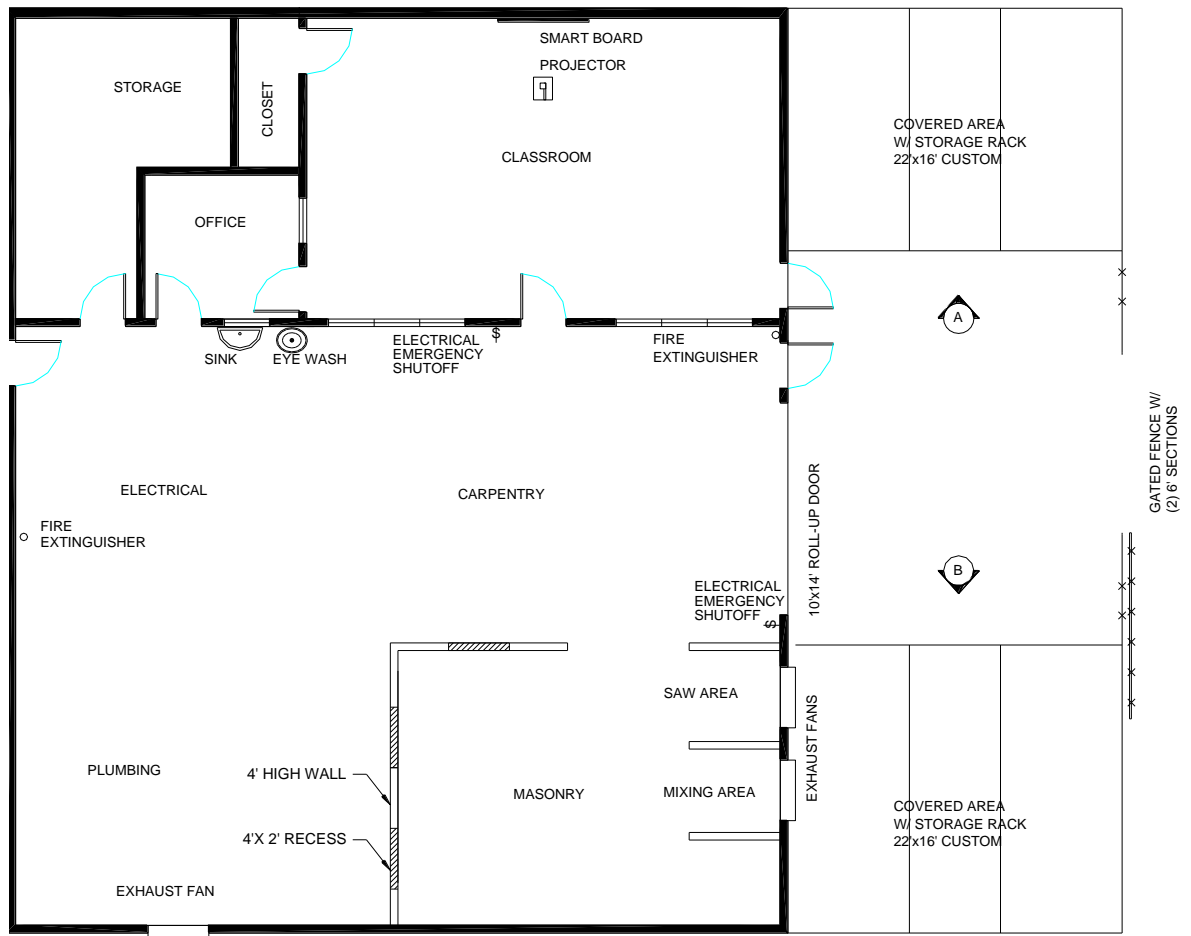 SMART BOARD
PROJECTOR
STORAGE
CLOSET
CLASSROOM
COVERED AREA
W/ STORAGE RACK
22'x16' CUSTOM
OFFICE
A
SINK
EYE WASH
ELECTRICAL
EMERGENCY
SHUTOFF
$
FIRE
EXTINGUISHER
GATED FENCE W/
(2) 6' SECTIONS
ELECTRICAL
CARPENTRY
10'x14' ROLL-UP DOOR
FIRE
EXTINGUISHER
B
ELECTRICAL
EMERGENCY
SHUTOFF
$
SAW AREA
EXHAUST FANS
PLUMBING
4' HIGH WALL
MASONRY
MIXING AREA
COVERED AREA
W/ STORAGE RACK
22'x16' CUSTOM
4'X 2' RECESS
EXHAUST FAN